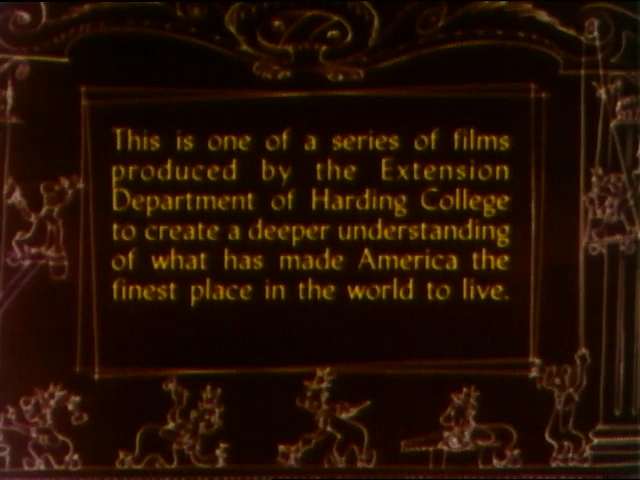 This is one of a series of films
produced by the Extension
Department of Harding College
to create a deeper understanding
of what has made America the
finest place in the world to live.